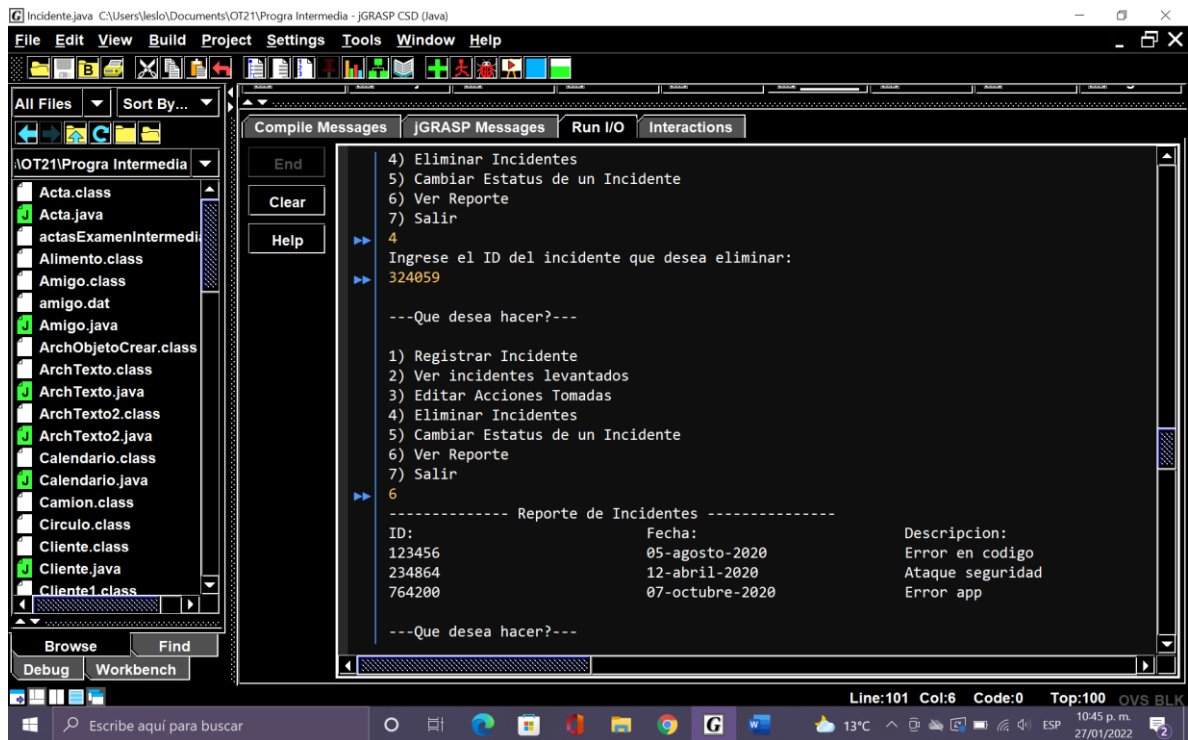 Incidente.java C:\Users\leslo\Documents\OT21\Progra Intermedia - jGRASP CSD (Java)
File Edit View Build Project Settings Tools Window Help
All Files Sort By...
\OT21\Progra Intermedia
Acta.class
Acta.java
actasExamenIntermedi
Alimento.class
Amigo.class
amigo.dat
Amigo.java
ArchObjetoCrear.class
ArchTexto.class
ArchTexto.java
ArchTexto2.class
ArchTexto2.java
Calendario.class
Calendario.java
Camion.class
Circulo.class
Cliente.class
Cliente.java
Cliente1.class
Browse Find
Debug Workbench
Compile Messages jGRASP Messages Run I/O Interactions
End
Clear
Help
4) Eliminar Incidentes
5) Cambiar Estatus de un Incidente
6) Ver Reporte
7) Salir
4
Ingrese el ID del incidente que desea eliminar:
324059
---Que desea hacer?---
1) Registrar Incidente
2) Ver incidentes levantados
3) Editar Acciones Tomadas
4) Eliminar Incidentes
5) Cambiar Estatus de un Incidente
6) Ver Reporte
7) Salir
6
-------------- Reporte de Incidentes ---------------
ID: Fecha: Descripcion:
123456 05-agosto-2020 Error en codigo
234864 12-abril-2020 Ataque seguridad
764200 07-octubre-2020 Error app
---Que desea hacer?---
Line:101 Col:6 Code:0 Top:100 OVS BLK
Escribe aquí para buscar
13°C ESP
10:45 p. m.
27/01/2022
2